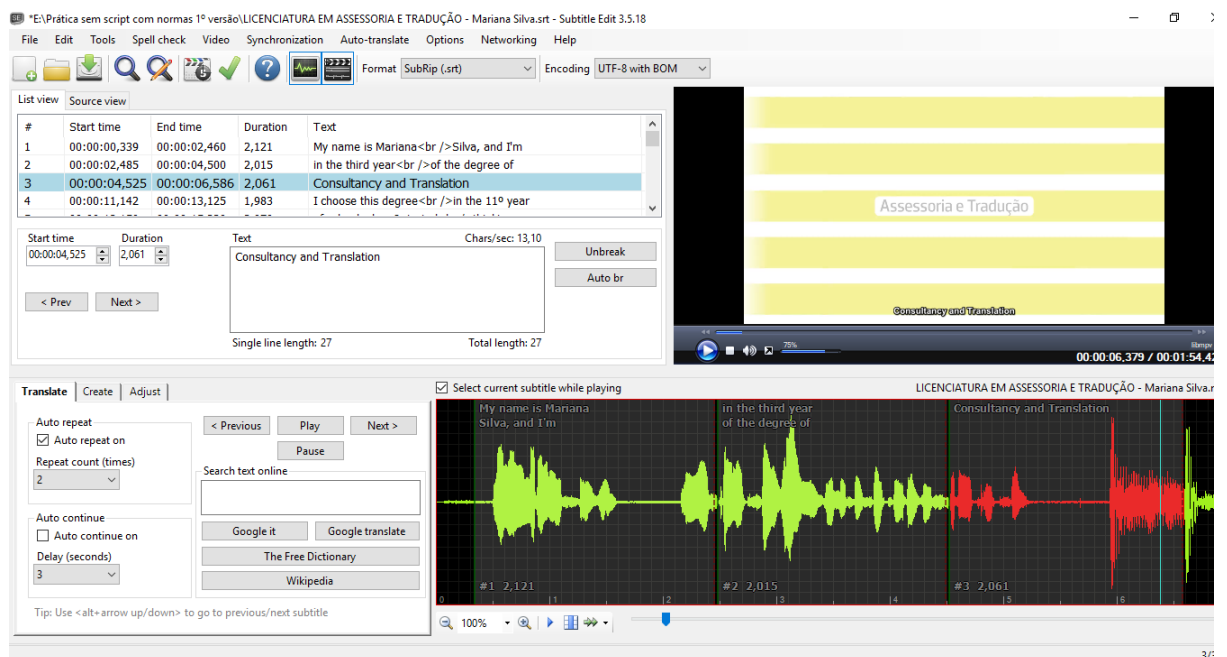 *"E:\Prática sem script com normas 1º versão\LICENCIATURA EM ASSESSORIA E TRADUÇÃO - Mariana Silva.srt - Subtitle Edit 3.5.18
File Edit Tools Spell check Video Synchronization Auto-translate Options Networking Help
Format SubRip (.srt) Encoding UTF-8 with BOM
List view Source view
# Start time End time Duration Text
1 00:00:00,339 00:00:02,460 2,121 My name is Mariana<br />Silva, and I'm
2 00:00:02,485 00:00:04,500 2,015 in the third year<br />of the degree of
3 00:00:04,525 00:00:06,586 2,061 Consultancy and Translation
4 00:00:11,142 00:00:13,125 1,983 I choose this degree<br />in the 11º year
Assessoria e Tradução
Consultancy and Translation
75%
libmpv
00:00:06,379 / 00:01:54,42
Start time Duration Text Chars/sec: 13,10
00:00:04,525 2,061 Consultancy and Translation
Unbreak
Auto br
< Prev Next >
Single line length: 27 Total length: 27
Translate Create Adjust
Auto repeat
Auto repeat on
Repeat count (times)
2
Auto continue
Auto continue on
Delay (seconds)
3
Tip: Use <alt+arrow up/down> to go to previous/next subtitle
< Previous Play Next >
Pause
Search text online
Google it Google translate
The Free Dictionary
Wikipedia
Select current subtitle while playing LICENCIATURA EM ASSESSORIA E TRADUÇÃO - Mariana Silva.
My name is Mariana in the third year Consultancy and Translation
Silva, and I'm of the degree of
#1 2,121 #2 2,015 #3 2,061
0 1 2 3 4 5 6
100%
3/